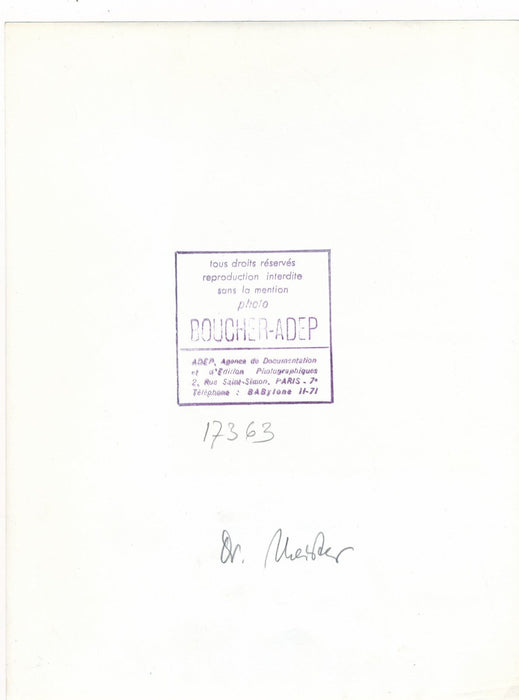 tous droits réservés
reproduction interdite
sans la mention
photo
BOUCHER-ADEP
ADEP, Agence de Documentation
et d'Edition Photographiques
2, Rue Saint-Simon, PARIS - 7e
Téléphone : BABylone 11-71
17363
Dr. Meister